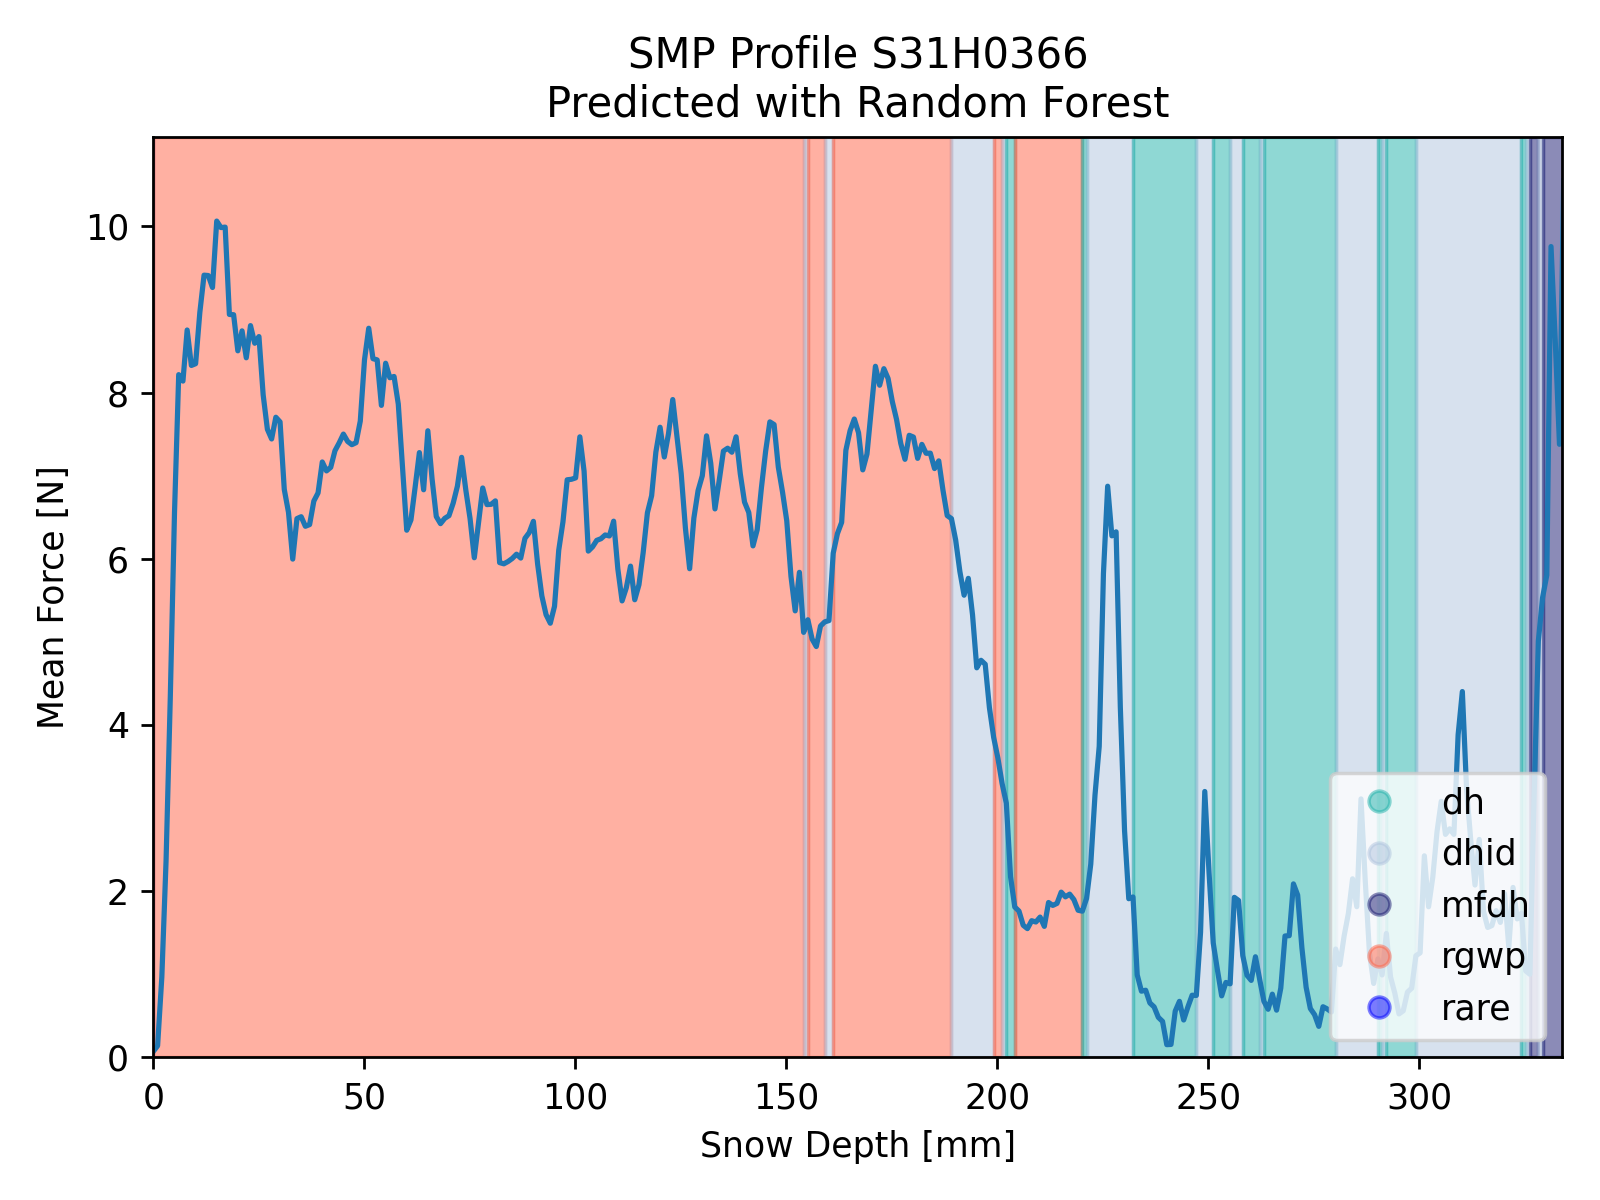 SMP Profile S31H0366
Predicted with Random Forest
Mean Force [N]
10
8
6
4
2
0
dh
dhid
mfdh
rgwp
rare
0 50 100 150 200 250 300
Snow Depth [mm]